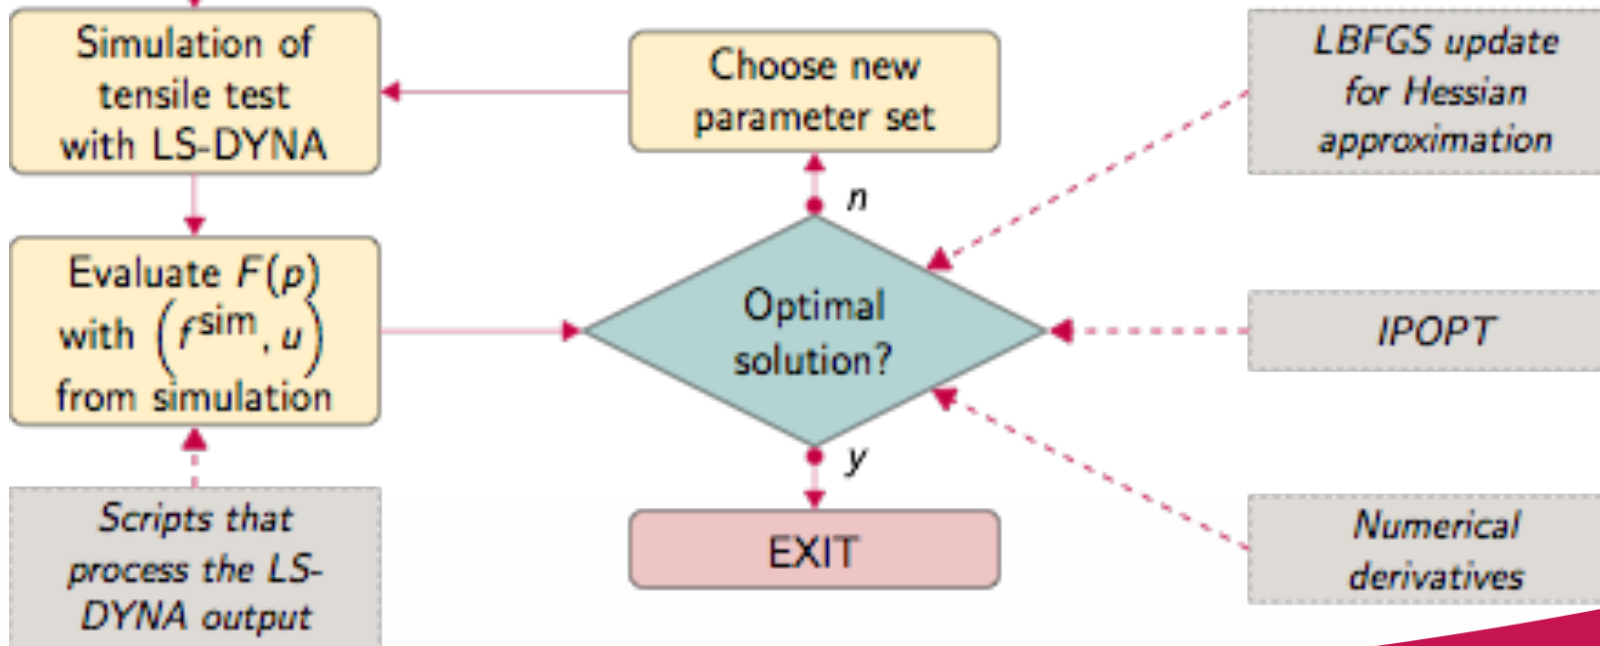 Simulation of
tensile test
with LS-DYNA
Choose new
parameter set
LBFGS update
for Hessian
approximation
n
Evaluate F(p)
with (f^sim, u)
from simulation
Optimal
solution?
IPOPT
y
Scripts that
process the LS-
DYNA output
EXIT
Numerical
derivatives